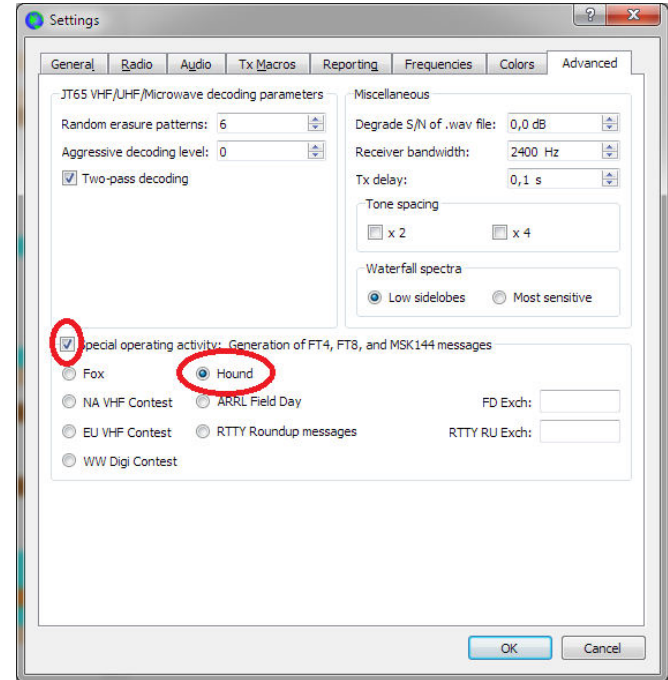 Settings
General Radio Audio Tx Macros Reporting Frequencies Colors Advanced
JT65 VHF/UHF/Microwave decoding parameters
Random erasure patterns: 6
Aggressive decoding level: 0
Two-pass decoding
Miscellaneous
Degrade S/N of .wav file: 0,0 dB
Receiver bandwidth: 2400 Hz
Tx delay: 0,1 s
Tone spacing
x 2 x 4
Waterfall spectra
Low sidelobes Most sensitive
Special operating activity: Generation of FT4, FT8, and MSK144 messages
Fox Hound
NA VHF Contest ARRL Field Day FD Exch:
EU VHF Contest RTTY Roundup messages RTTY RU Exch:
WW Digi Contest
OK Cancel